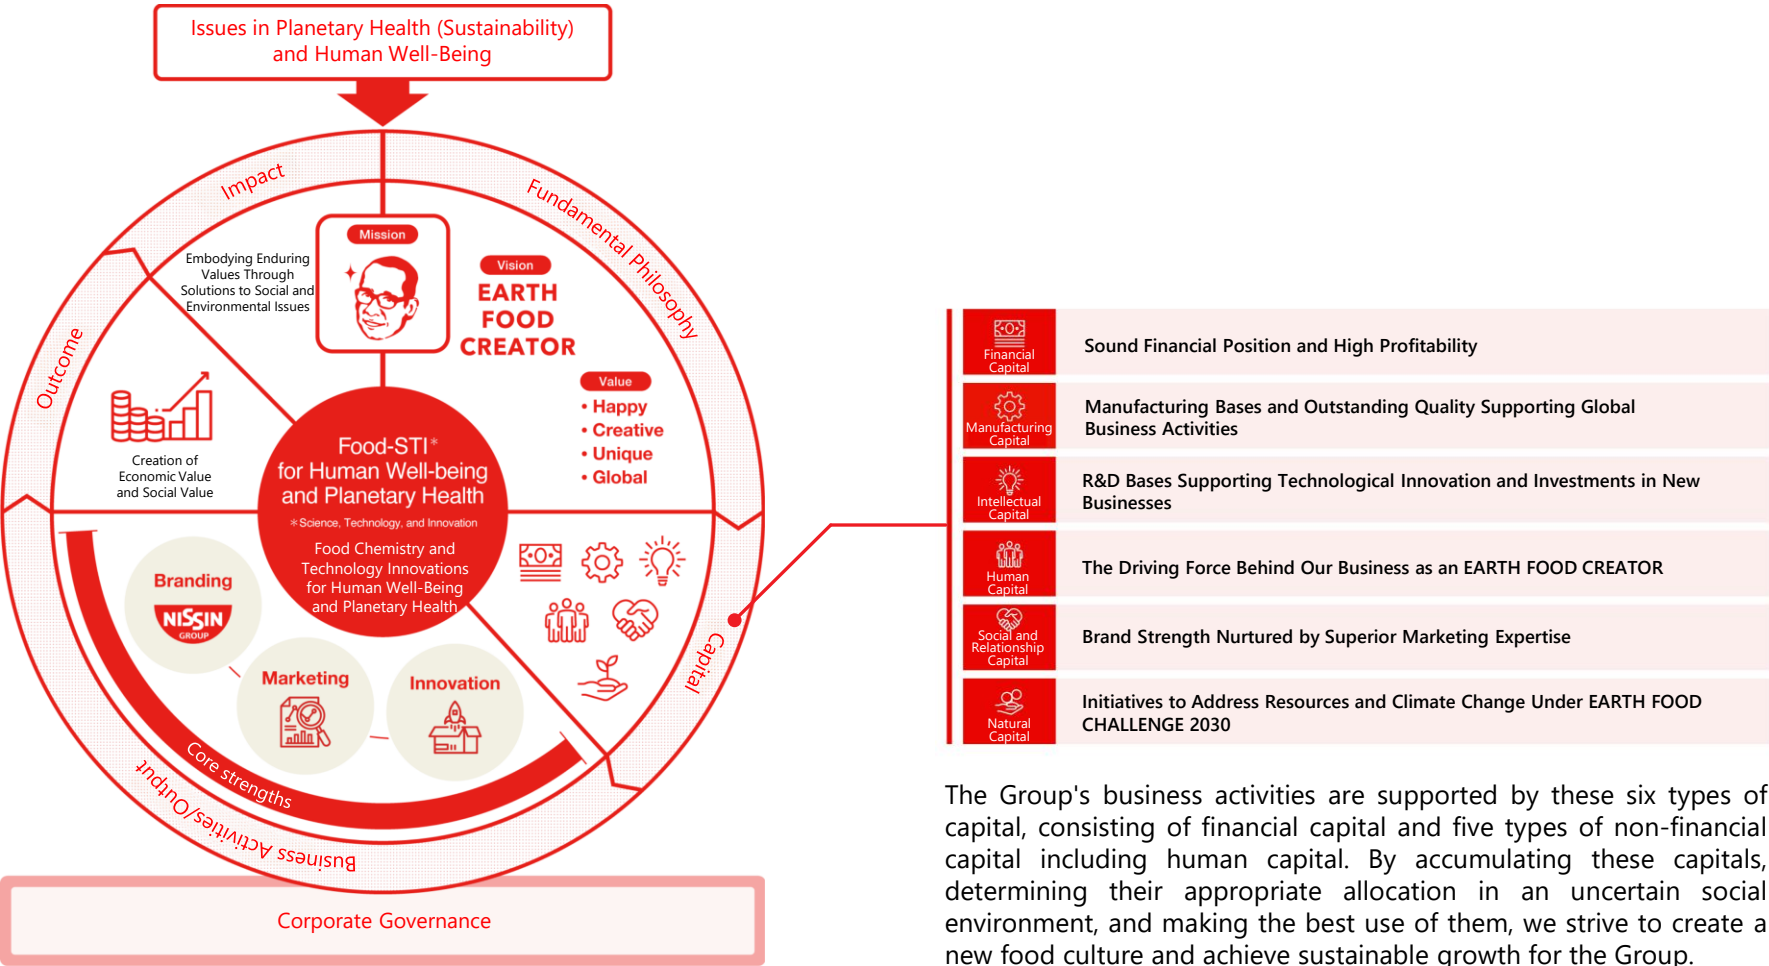 Issues in Planetary Health (Sustainability)
and Human Well-Being
Impact
Fundamental Philosophy
Mission
Embodying Enduring
Values Through
Solutions to Social and
Environmental Issues
Vision
EARTH
FOOD
CREATOR
Value
• Happy
• Creative
• Unique
• Global
Outcome
Creation of
Economic Value
and Social Value
Food-STI*
for Human Well-being
and Planetary Health
*Science, Technology, and Innovation
Food Chemistry and
Technology Innovations
for Human Well-Being
and Planetary Health
Branding
NISSIN
GROUP
Marketing
Innovation
Core strengths
Capital
Business Activities/Output
Corporate Governance
Financial
Capital
Sound Financial Position and High Profitability
Manufacturing
Capital
Manufacturing Bases and Outstanding Quality Supporting Global
Business Activities
Intellectual
Capital
R&D Bases Supporting Technological Innovation and Investments in New
Businesses
Human
Capital
The Driving Force Behind Our Business as an EARTH FOOD CREATOR
Social and
Relationship
Capital
Brand Strength Nurtured by Superior Marketing Expertise
Natural
Capital
Initiatives to Address Resources and Climate Change Under EARTH FOOD
CHALLENGE 2030
The Group's business activities are supported by these six types of
capital, consisting of financial capital and five types of non-financial
capital including human capital. By accumulating these capitals,
determining their appropriate allocation in an uncertain social
environment, and making the best use of them, we strive to create a
new food culture and achieve sustainable growth for the Group.